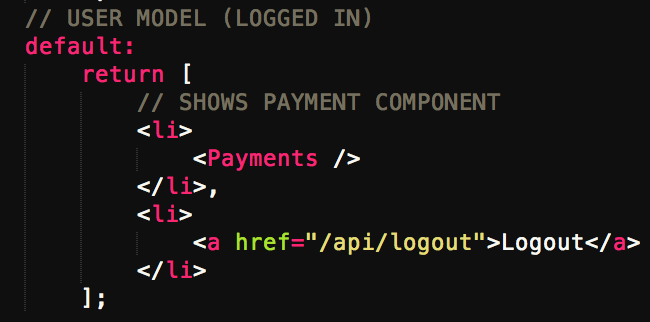 // USER MODEL (LOGGED IN)
default:
return [
// SHOWS PAYMENT COMPONENT
<li>
<Payments />
</li>,
<li>
<a href="/api/logout">Logout</a>
</li>
];